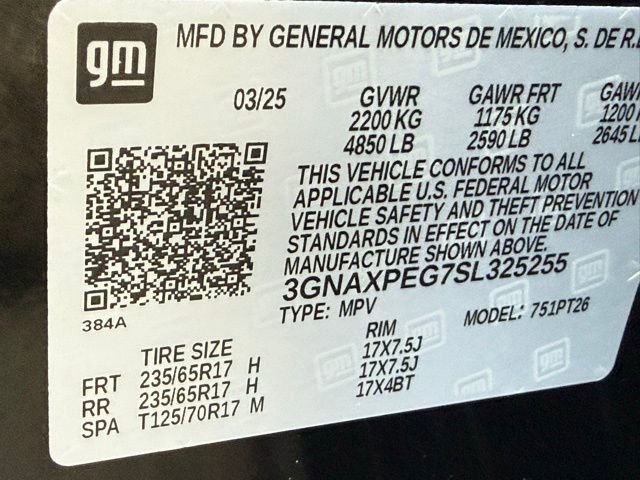 gm
MFD BY GENERAL MOTORS DE MEXICO, S. DE R.
03/25 GVWR GAWR FRT GAWR
2200 KG 1175 KG 1200
4850 LB 2590 LB 2645
THIS VEHICLE CONFORMS TO ALL
APPLICABLE U.S. FEDERAL MOTOR
VEHICLE SAFETY AND THEFT PREVENTION
STANDARDS IN EFFECT ON THE DATE OF
MANUFACTURE SHOWN ABOVE.
3GNAXPEG7SL325255
384A
TYPE: MPV MODEL: 751PT26
TIRE SIZE RIM
FRT 235/65R17 H 17X7.5J
RR 235/65R17 H 17X7.5J
SPA T125/70R17 M 17X4BT